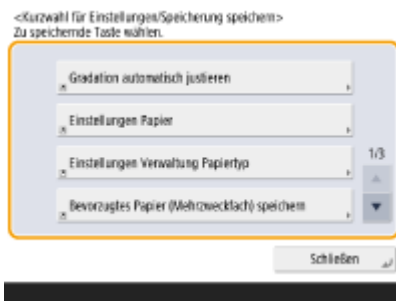 <Kurzwahl für Einstellungen/Speicherung speichern>
Zu speichernde Taste wählen.
Gradation automatisch justieren
Einstellungen Papier
Einstellungen Verwaltung Papiertyp
1/3
Bevorzugtes Papier (Mehrzweckfach) speichern
Schließen